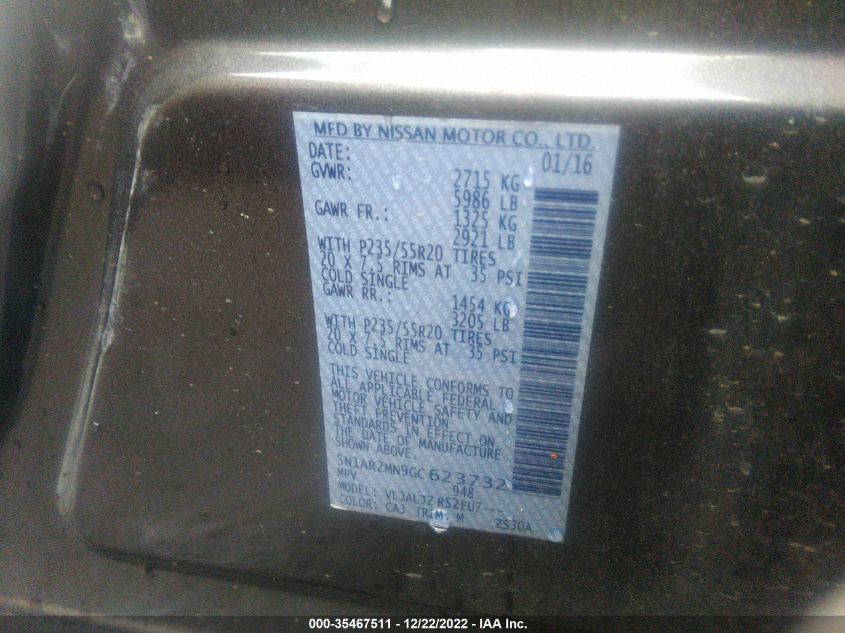 MFD BY NISSAN MOTOR CO., LTD.
DATE: 01/16
GVWR: 2715 KG
5986 LB
GAWR FR.: 1325 KG
2921 LB
WITH P235/55R20 TIRES
20 X 7.5 RIMS AT 35 PSI
COLD SINGLE
GAWR RR.: 1454 KG
3205 LB
WITH P235/55R20 TIRES
20 X 7.5 RIMS AT 35 PSI
COLD SINGLE
THIS VEHICLE CONFORMS TO
ALL APPLICABLE FEDERAL
MOTOR VEHICLE SAFETY AND
THEFT PREVENTION
STANDARDS IN EFFECT ON
THE DATE OF MANUFACTURE
SHOWN ABOVE.
5N1AR2MN9GC623732
MPV 948
MODEL: VLJALJZ R52EU7---
COLOR: CAJ TRIM: M ZS30A
000-35467511 - 12/22/2022 - IAA Inc.